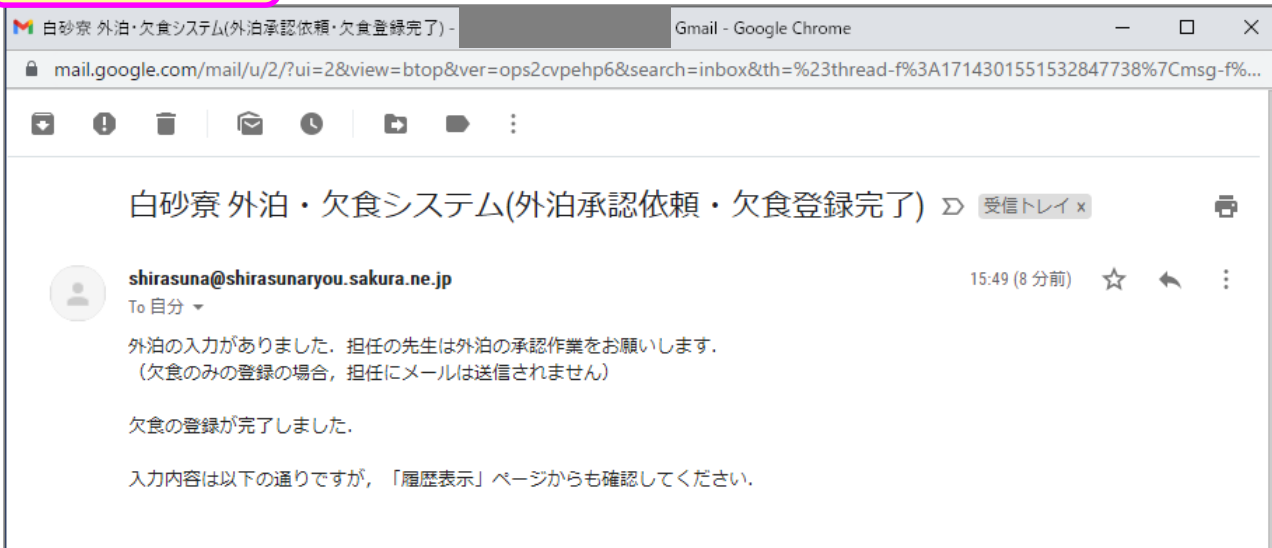 白砂寮 外泊・欠食システム(外泊承認依頼・欠食登録完了) - Gmail - Google Chrome
mail.google.com/mail/u/2/?ui=2&view=btop&ver=ops2cvpehp6&search=inbox&th=%23thread-f%3A1714301551532847738%7Cmsg-f%...
白砂寮 外泊・欠食システム(外泊承認依頼・欠食登録完了) 受信トレイ x
shirasuna@shirasunaryou.sakura.ne.jp 15:49 (8 分前)
To 自分
外泊の入力がありました．担任の先生は外泊の承認作業をお願いします．
（欠食のみの登録の場合，担任にメールは送信されません）
欠食の登録が完了しました．
入力内容は以下の通りですが，「履歴表示」ページからも確認してください．